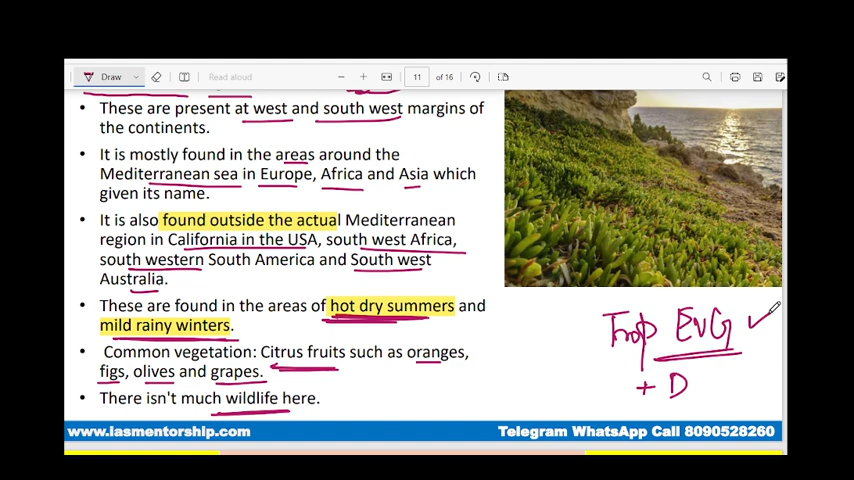 Draw
Read aloud
11 of 16
• These are present at west and south west margins of
the continents.
• It is mostly found in the areas around the
Mediterranean sea in Europe, Africa and Asia which
given its name.
• It is also found outside the actual Mediterranean
region in California in the USA, south west Africa,
south western South America and South west
Australia.
• These are found in the areas of hot dry summers and
mild rainy winters.
• Common vegetation: Citrus fruits such as oranges,
figs, olives and grapes.
• There isn't much wildlife here.
Trop EvG ✓
+ D
www.Iasmentorship.com
Telegram WhatsApp Call 8090528260